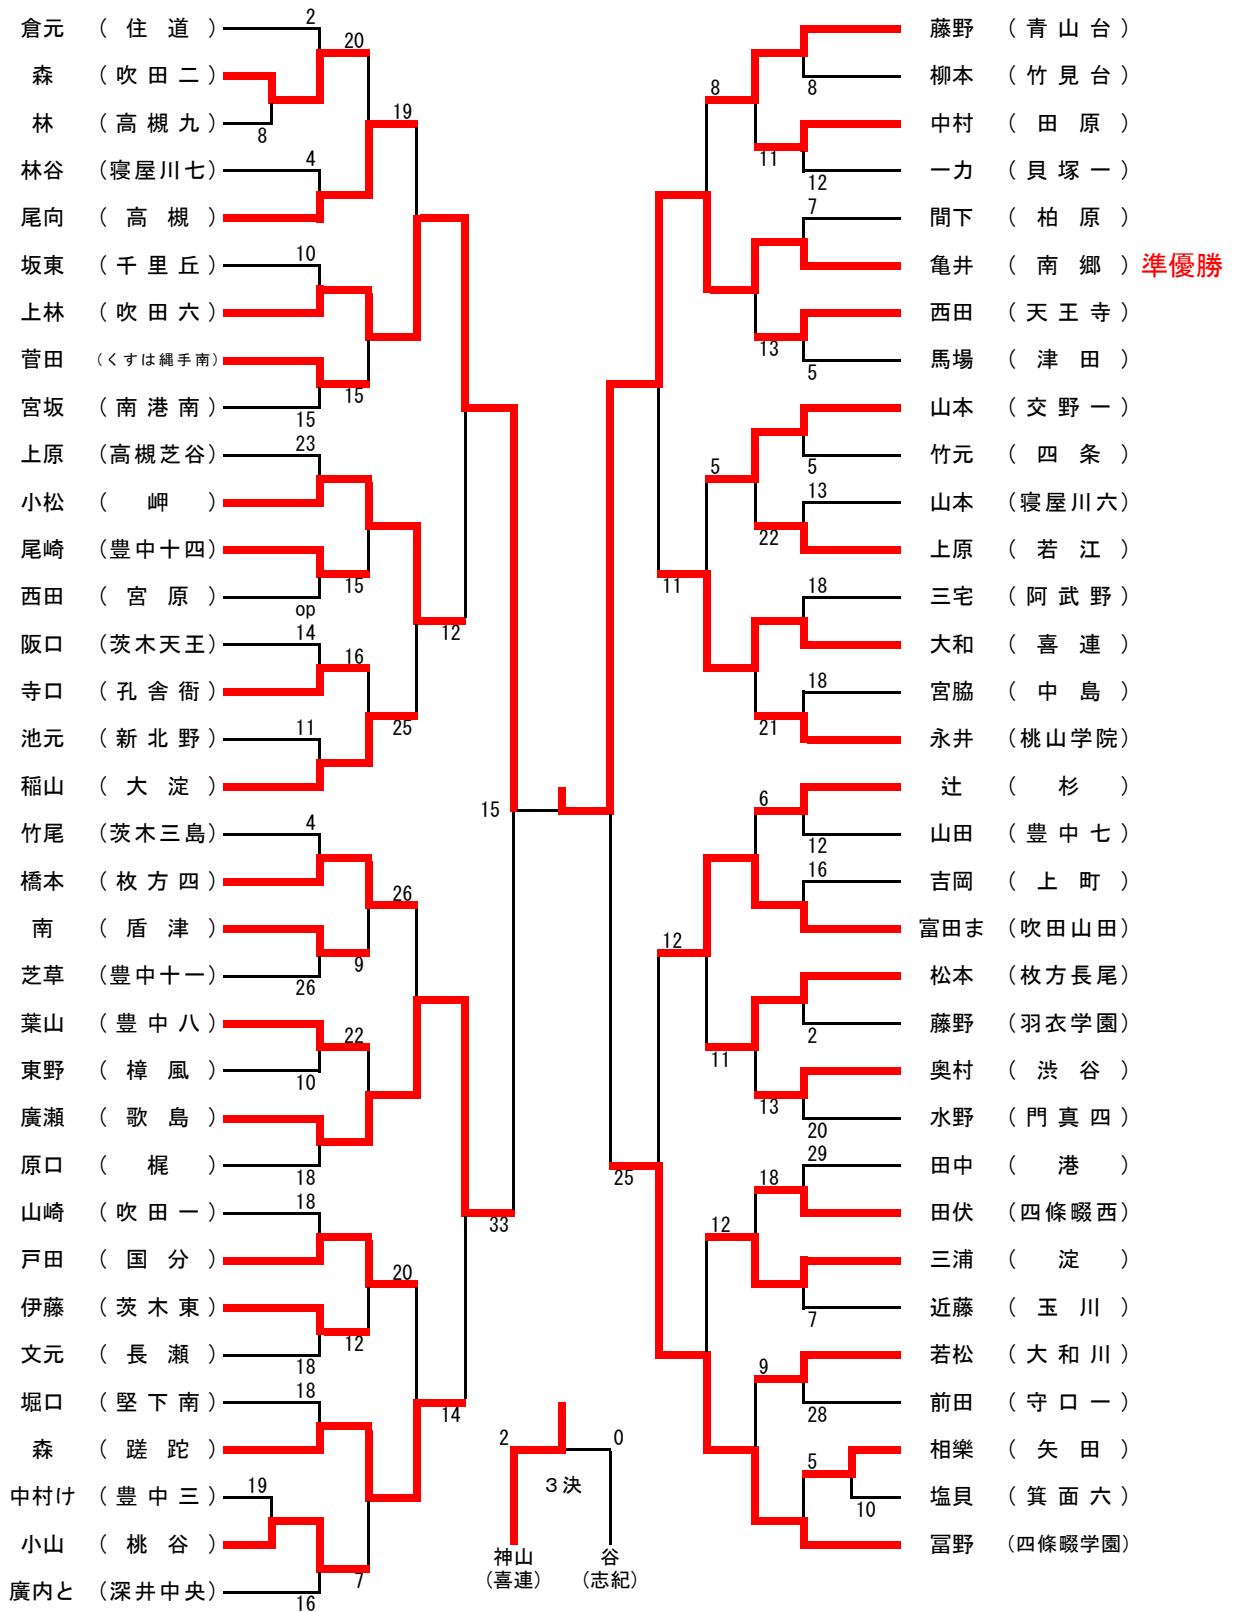 倉元 ( 住 道 ) 2
20
森 ( 吹 田 二 )
林 ( 高 槻 九 ) 8
19
林谷 (寝屋川七) 4
尾向 ( 高 槻 )
坂東 ( 千 里 丘 ) 10
上林 ( 吹 田 六 )
菅田 (くすは縄手南)
15
宮坂 ( 南 港 南 ) 15
上原 (高槻芝谷) 23
小松 ( 岬 )
尾崎 (豊中十四)
15
西田 ( 宮 原 ) op
12
阪口 (茨木天王) 14
16
寺口 ( 孔 舎 衙 )
25
池元 ( 新 北 野 ) 11
稲山 ( 大 淀 )
15
竹尾 (茨木三島) 4
橋本 ( 枚 方 四 )
26
南 ( 盾 津 )
9
芝草 (豊中十一) 26
葉山 ( 豊 中 八 )
22
東野 ( 樟 風 ) 10
廣瀬 ( 歌 島 )
原口 ( 梶 ) 18
山崎 ( 吹 田 一 ) 18
33
戸田 ( 国 分 )
20
伊藤 ( 茨 木 東 )
12
文元 ( 長 瀬 ) 18
堀口 ( 堅 下 南 ) 18
14
森 ( 蹉 跎 )
中村け ( 豊 中 三 ) 19
小山 ( 桃 谷 )
7
廣内と (深井中央) 16
藤野 ( 青 山 台 )
柳本 ( 竹 見 台 ) 8
8
中村 ( 田 原 )
11
一力 ( 貝 塚 一 ) 12
間下 ( 柏 原 ) 7
亀井 ( 南 郷 ) 準優勝
西田 ( 天 王 寺 )
13
馬場 ( 津 田 ) 5
山本 ( 交 野 一 )
竹元 ( 四 条 ) 5
5
山本 (寝屋川六) 13
22
上原 ( 若 江 )
11
三宅 ( 阿 武 野 ) 18
大和 ( 喜 連 )
宮脇 ( 中 島 ) 18
21
永井 (桃山学院)
辻 ( 杉 )
6
山田 ( 豊 中 七 ) 12
吉岡 ( 上 町 ) 16
富田ま (吹田山田)
12
松本 (枚方長尾)
藤野 (羽衣学園) 2
11
奥村 ( 渋 谷 )
13
水野 ( 門 真 四 ) 20
田中 ( 港 ) 29
25
18
田伏 (四條畷西)
12
三浦 ( 淀 )
近藤 ( 玉 川 ) 7
若松 ( 大 和 川 )
9
前田 ( 守 口 一 ) 28
相樂 ( 矢 田 )
5
塩貝 ( 箕 面 六 ) 10
冨野 (四條畷学園)
2 0
3決
神山 谷
(喜連) (志紀)